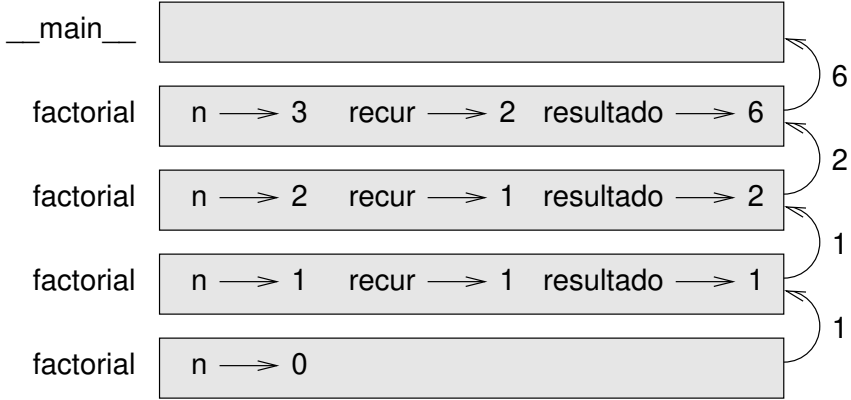 __main__
6
factorial n 3 recur 2 resultado 6
2
factorial n 2 recur 1 resultado 2
1
factorial n 1 recur 1 resultado 1
1
factorial n 0